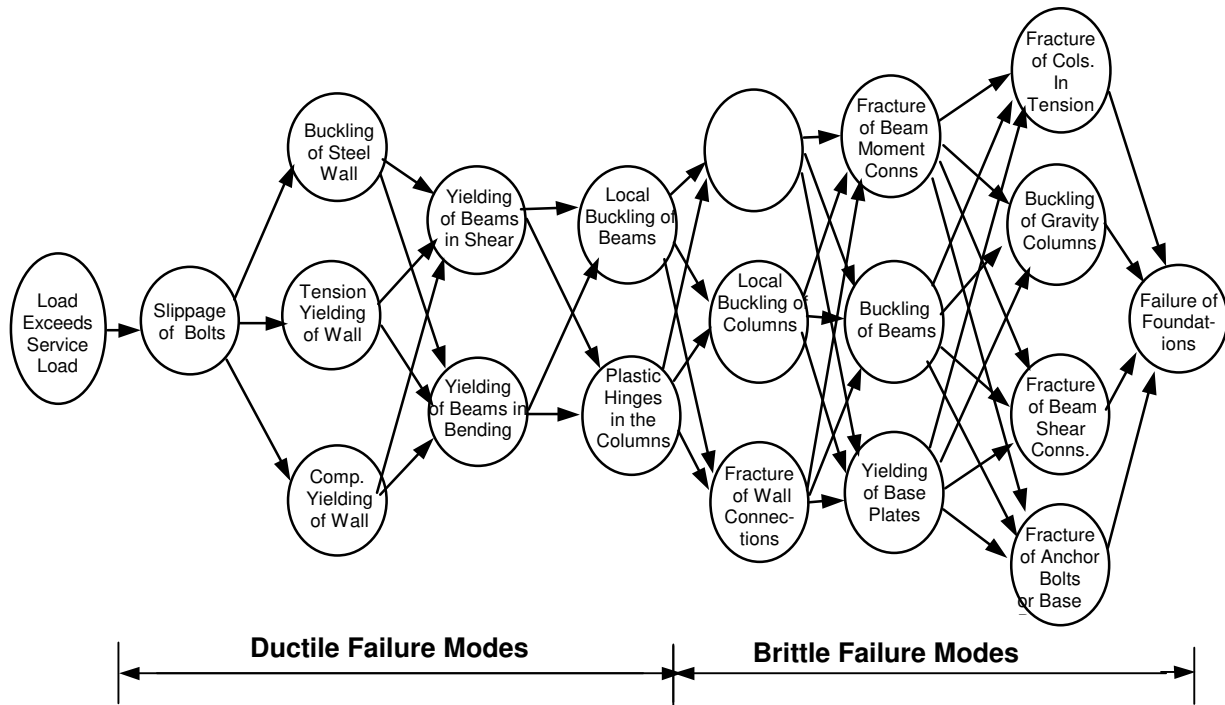 Load
Exceeds
Service
Load
Slippage
of Bolts
Buckling
of Steel
Wall
Tension
Yielding
of Wall
Comp.
Yielding
of Wall
Yielding
of Beams
in Shear
Yielding
of Beams in
Bending
Local
Buckling of
Beams
Plastic
Hinges
in the
Columns
Local
Buckling of
Columns
Fracture
of Wall
Connec-
tions
Fracture
of Beam
Moment
Conns
Buckling
of Beams
Yielding
of Base
Plates
Fracture
of Cols.
In
Tension
Buckling
of Gravity
Columns
Fracture
of Beam
Shear
Conns.
Fracture
of Anchor
Bolts
or Base
Failure of
Foundat-
ions
Ductile Failure Modes
Brittle Failure Modes